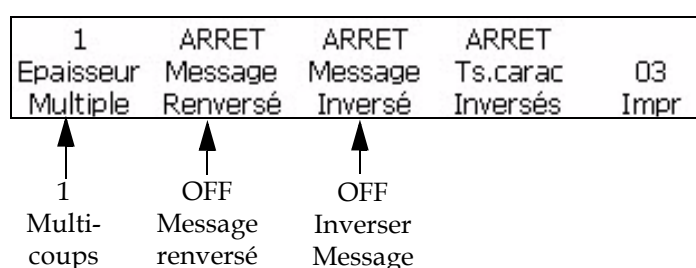 1 ARRET ARRET ARRET
Epaisseur Message Message Ts.carac 03
Multiple Renversé Inversé Inversés Impr
1 OFF OFF
Multi- Message Inverser
coups renversé Message